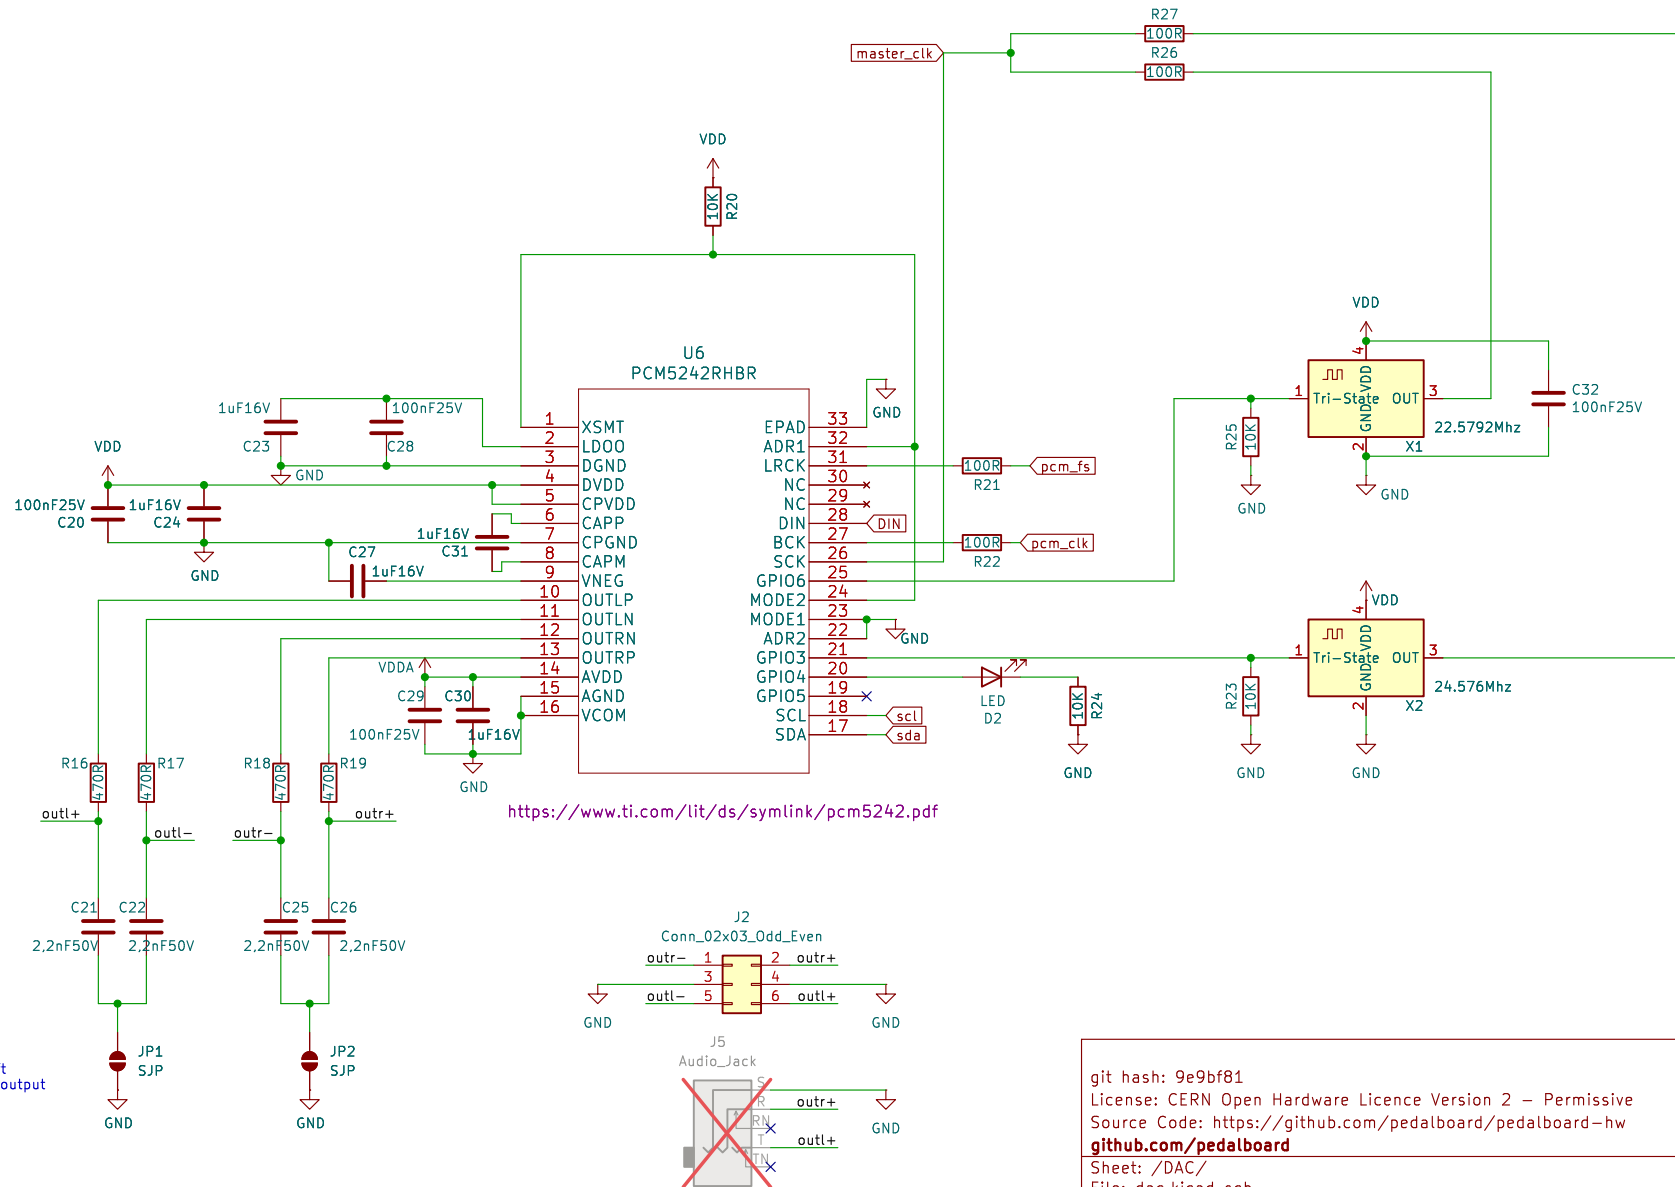 R27
100R
R26
100R
master_clk
VDD
10K
R20
U6
PCM5242RHBR
1 XSMT
2 LDOO
3 DGND
4 DVDD
5 CPVDD
6 CAPP
7 CPGND
8 CAPM
9 VNEG
10 OUTLP
11 OUTLN
12 OUTRN
13 OUTRP
14 AVDD
15 AGND
16 VCOM
EPAD 33
ADR1 32
LRCK 31
NC 30
NC 29
DIN 28
BCK 27
SCK 26
GPIO6 25
MODE2 24
MODE1 23
ADR2 22
GPIO3 21
GPIO4 20
GPIO5 19
SCL 18
SDA 17
GND
100R
R21
pcm_fs
DIN
100R
R22
pcm_clk
GND
LED
D2
10K
R24
GND
scl
sda
1uF16V
C23
100nF25V
C28
GND
VDD
100nF25V
C20
1uF16V
C24
GND
C27
1uF16V
1uF16V
C31
VDDA
C29
100nF25V
C30
1uF16V
GND
R16
470R
R17
470R
R18
470R
R19
470R
outl+
outl-
outr-
outr+
C21
2,2nF50V
C22
2,2nF50V
C25
2,2nF50V
C26
2,2nF50V
JP1
SJP
GND
JP2
SJP
GND
output
VDD
4
1 Tri-State OUT 3
GND VDD
2
22.5792Mhz
X1
GND
C32
100nF25V
R25
10K
GND
VDD
4
1 Tri-State OUT 3
GND VDD
2
24.576Mhz
X2
GND
R23
10K
GND
https://www.ti.com/lit/ds/symlink/pcm5242.pdf
J2
Conn_02x03_Odd_Even
outr- 1 2 outr+
3 4
outl- 5 6 outl+
GND
GND
J5
Audio_Jack
S
R outr+
RN
T outl+
TN
GND
git hash: 9e9bf81
License: CERN Open Hardware Licence Version 2 - Permissive
Source Code: https://github.com/pedalboard/pedalboard-hw
github.com/pedalboard
Sheet: /DAC/